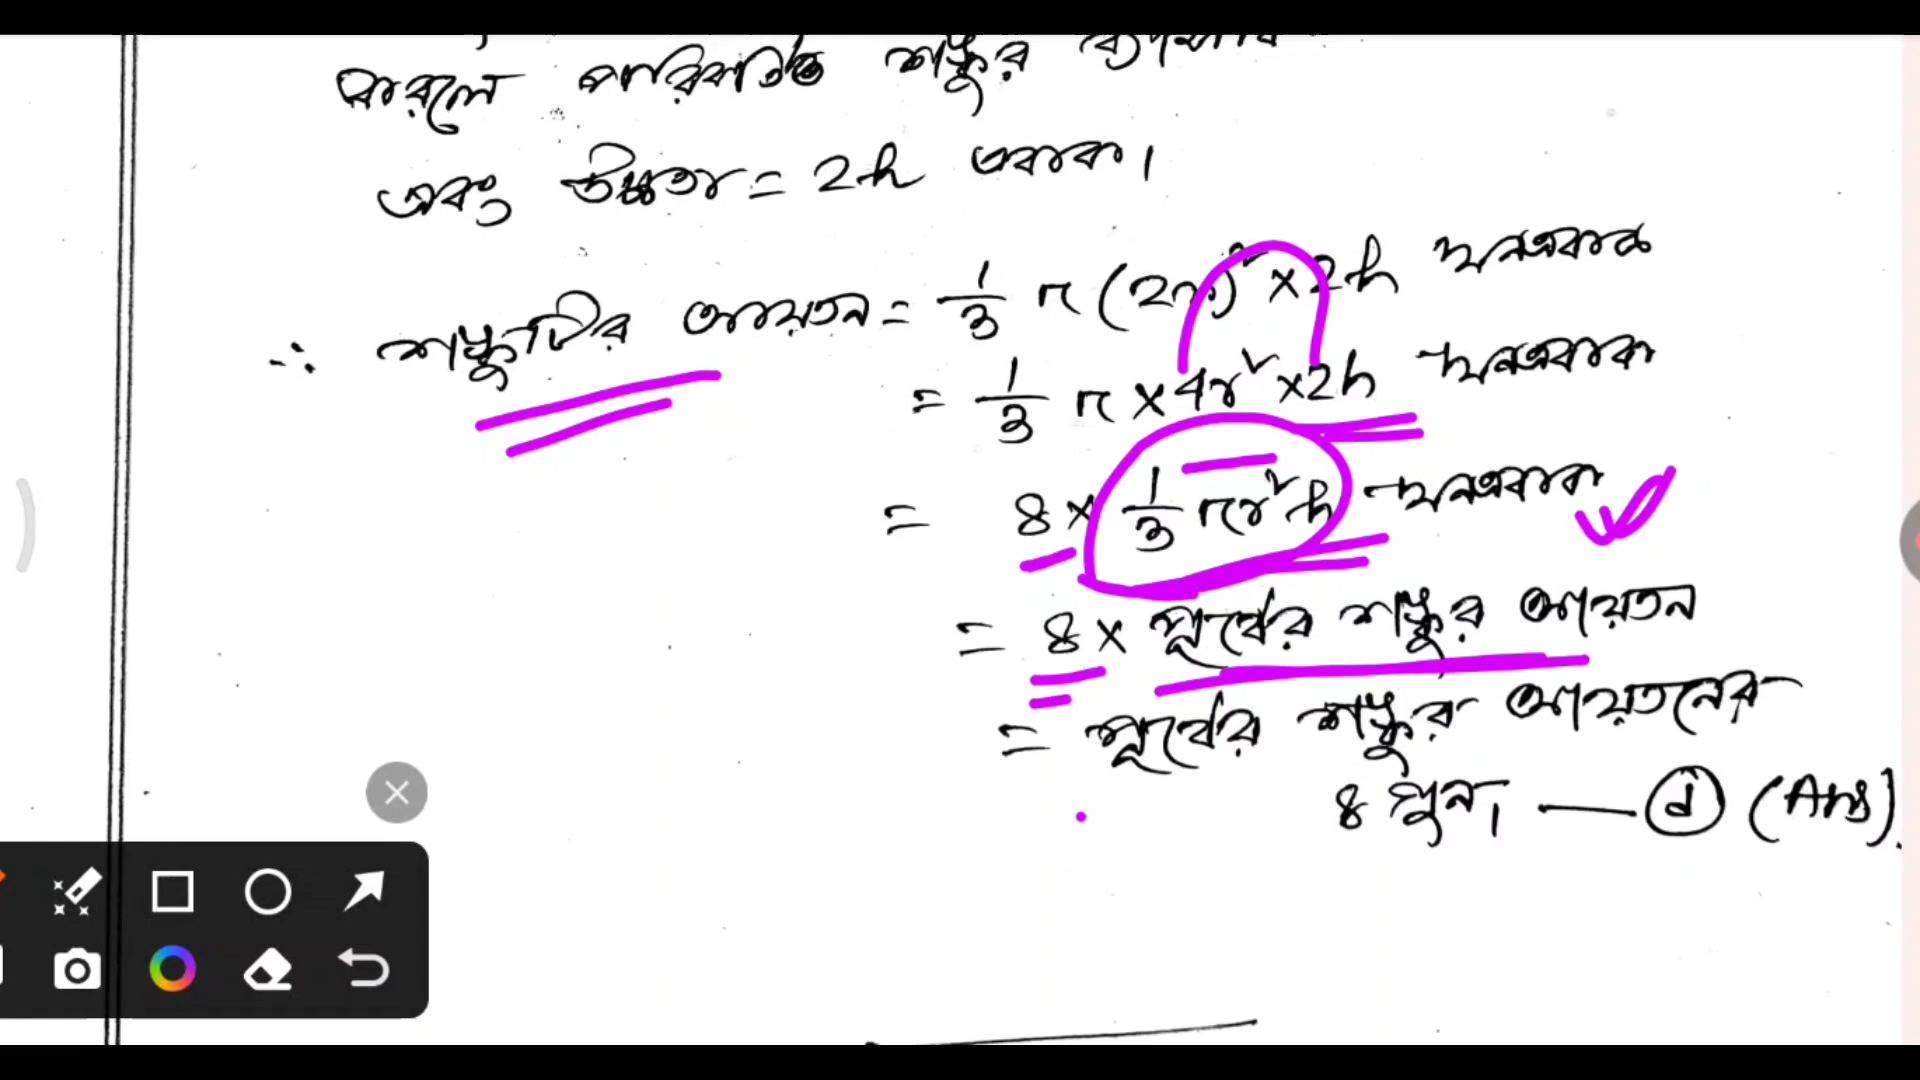 করলে পরিবর্তিত শঙ্কুর
এবং উচ্চতা = 2h একক।
∴ শঙ্কুটির আয়তন = 1/3 π (2r)² × 2h ঘনএকক
= 1/3 π × 4r² × 2h ঘনএকক
= 8 × 1/3 πr²h ঘনএকক
= 8 × পূর্বের শঙ্কুর আয়তন
= পূর্বের শঙ্কুর আয়তনের
8 গুন। — ⓓ (Ans).